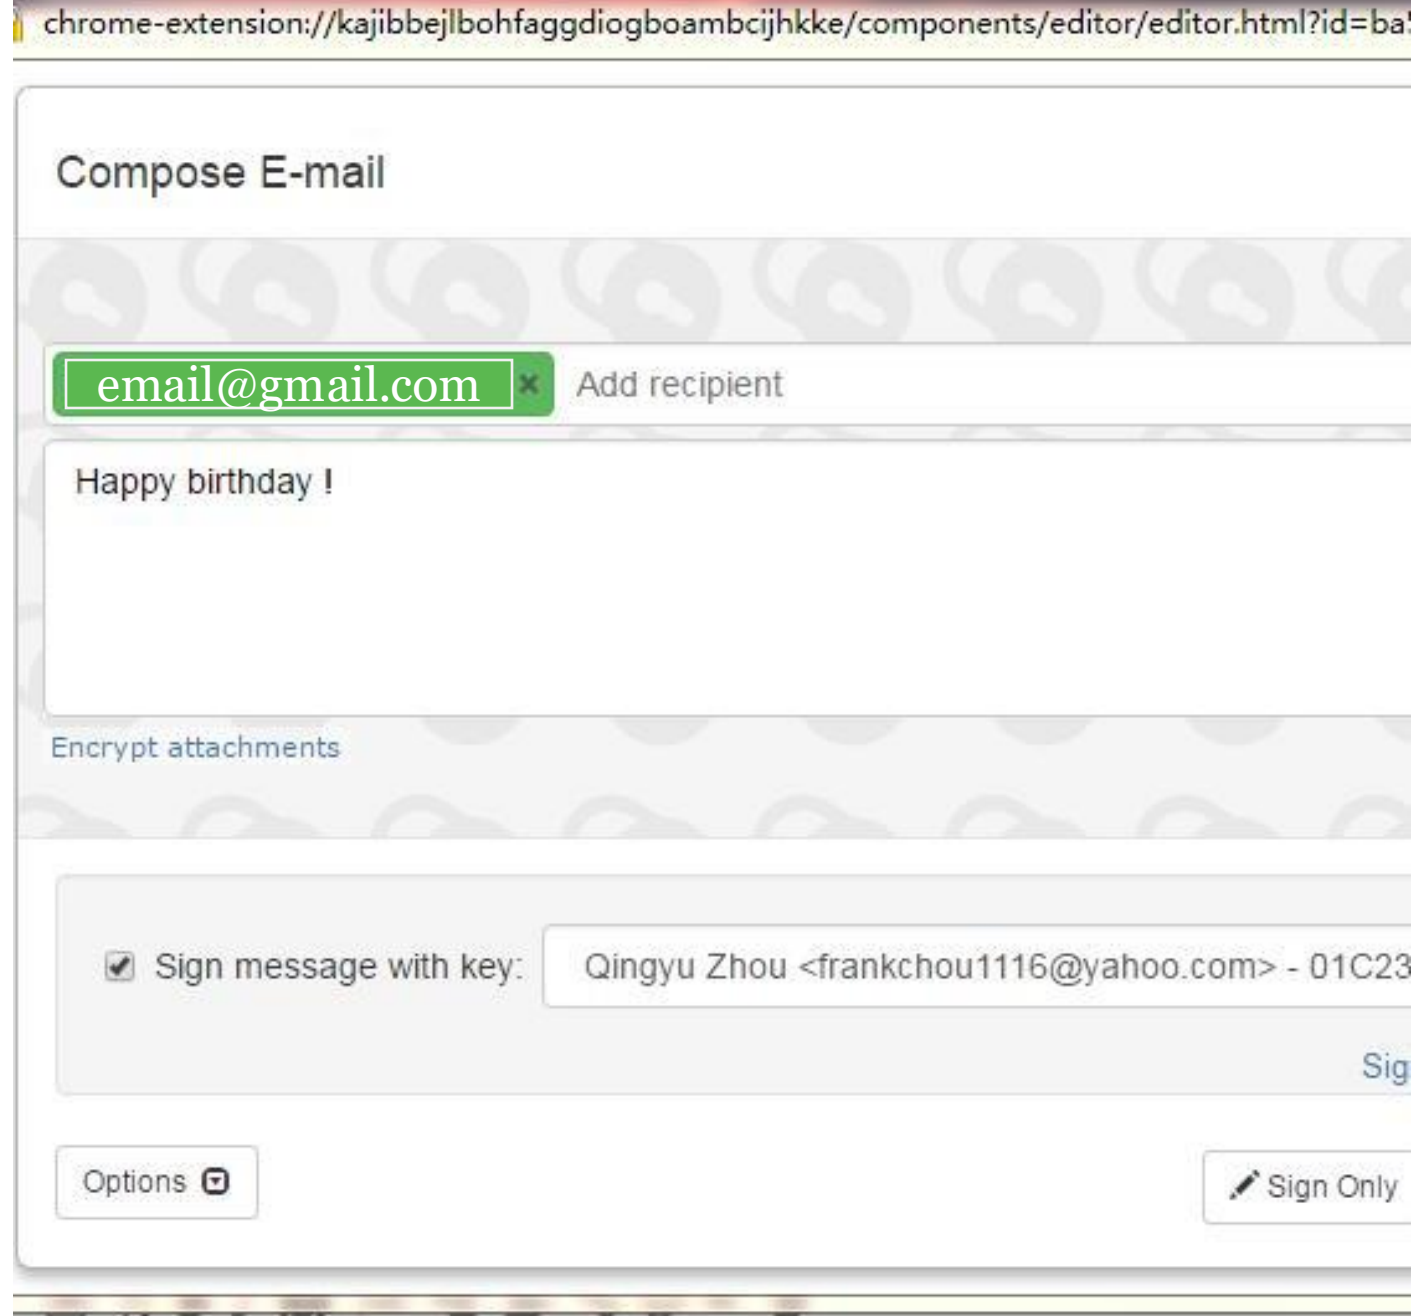 chrome-extension://kajibbejlbohfaggdiogboambcijhkke/components/editor/editor.html?id=ba5
Compose E-mail
email@gmail.com × Add recipient
Happy birthday !
Encrypt attachments
Sign message with key: Qingyu Zhou <frankchou1116@yahoo.com> - 01C23
Sig
Options
Sign Only